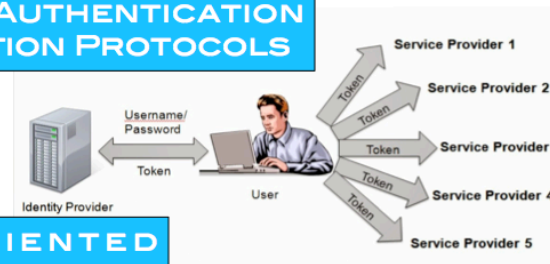 AUTHENTICATION
TION PROTOCOLS
Service Provider 1
Token
Service Provider 2
Token
Username/
Password
Token
Service Provider
Token
Token
Service Provider 4
User
Identity Provider
Token
Service Provider 5
IENTED